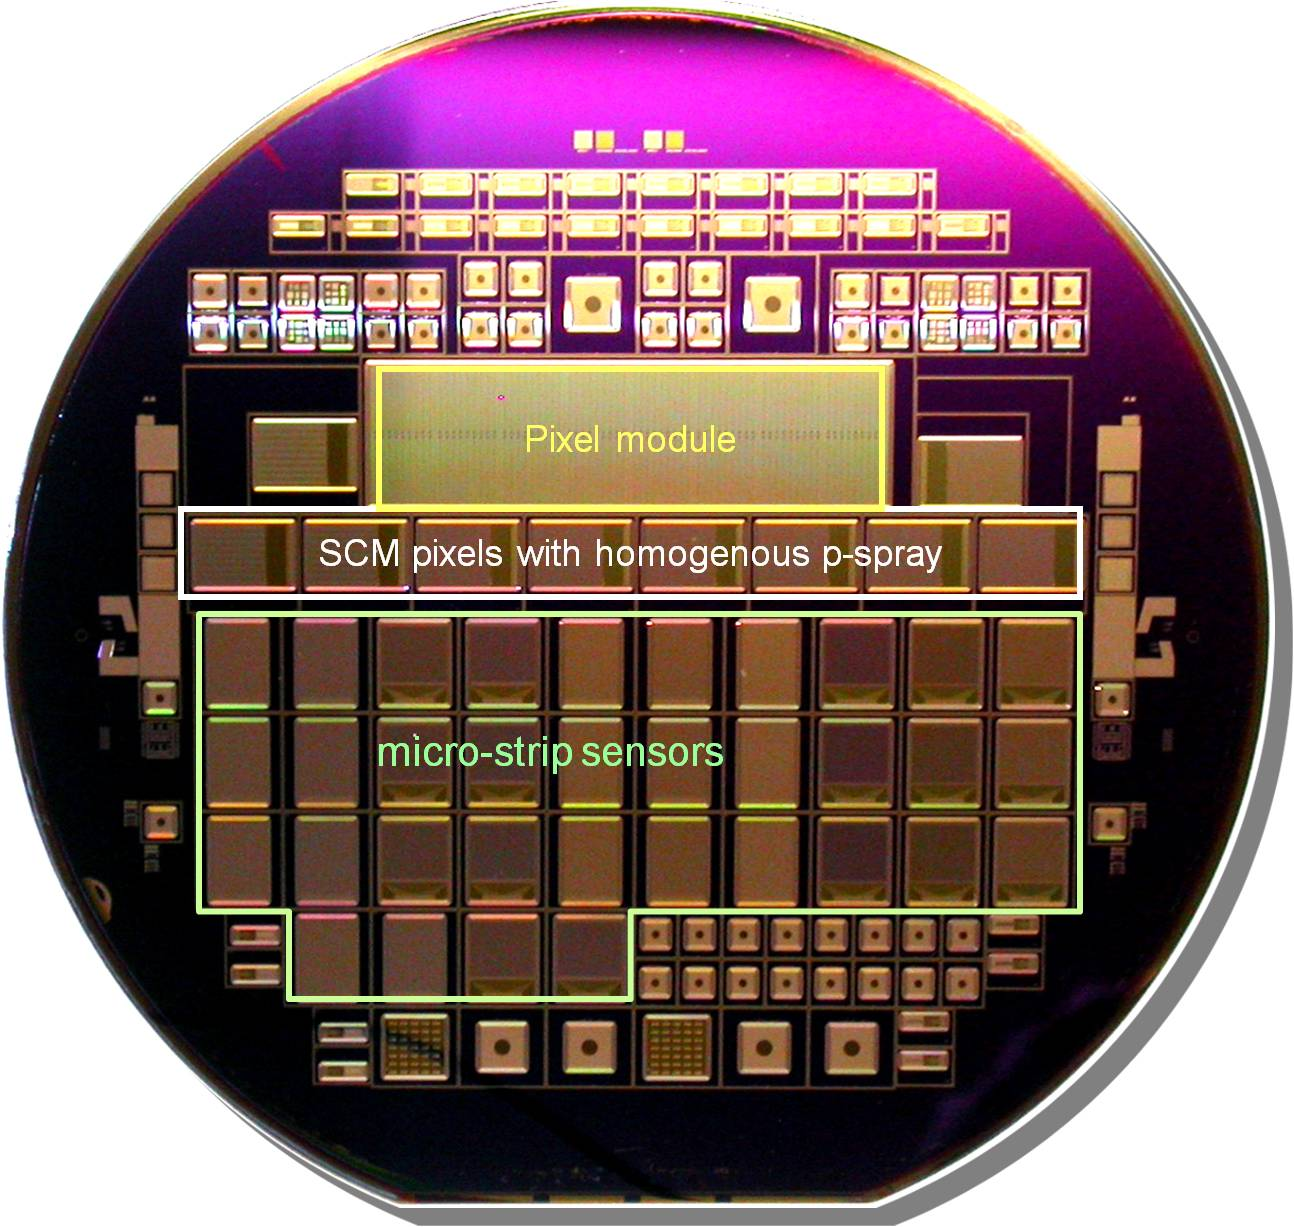 Pixel module
SCM pixels with homogenous p-spray
micro-strip sensors